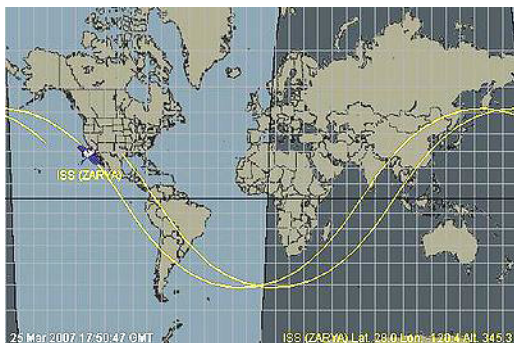 ISS (ZARYA)
25 Mar 2007 17:50:47 GMT
ISS (ZARYA) Lat. 28.0 Lon. -120.4 Alt. 345.3